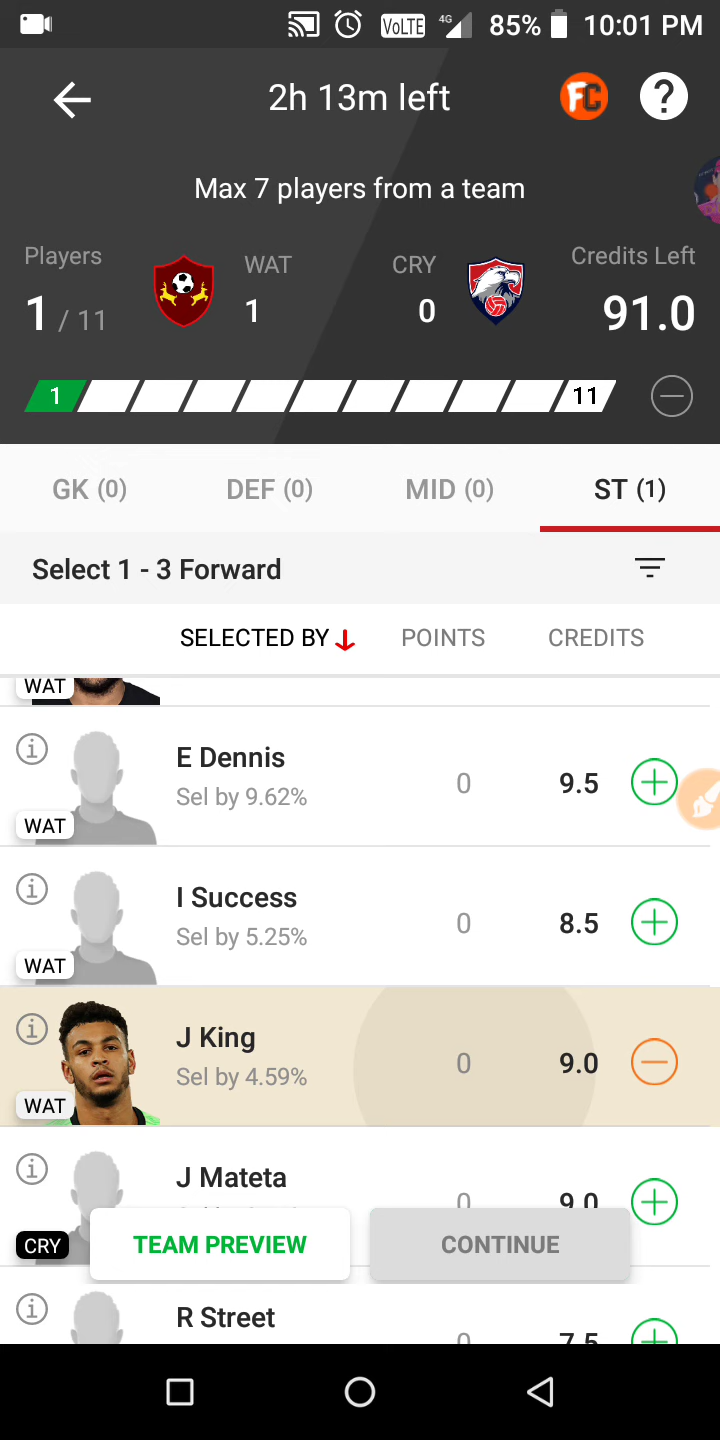 VoLTE 4G 85% 10:01 PM
2h 13m left FC ?
Max 7 players from a team
Players WAT CRY Credits Left
1 / 11 1 0 91.0
1 11
GK (0) DEF (0) MID (0) ST (1)
Select 1 - 3 Forward
SELECTED BY POINTS CREDITS
WAT
E Dennis
Sel by 9.62% 0 9.5
WAT
I Success
Sel by 5.25% 0 8.5
WAT
J King
Sel by 4.59% 0 9.0
WAT
J Mateta
0 9.0
CRY TEAM PREVIEW CONTINUE
R Street
0 7.5